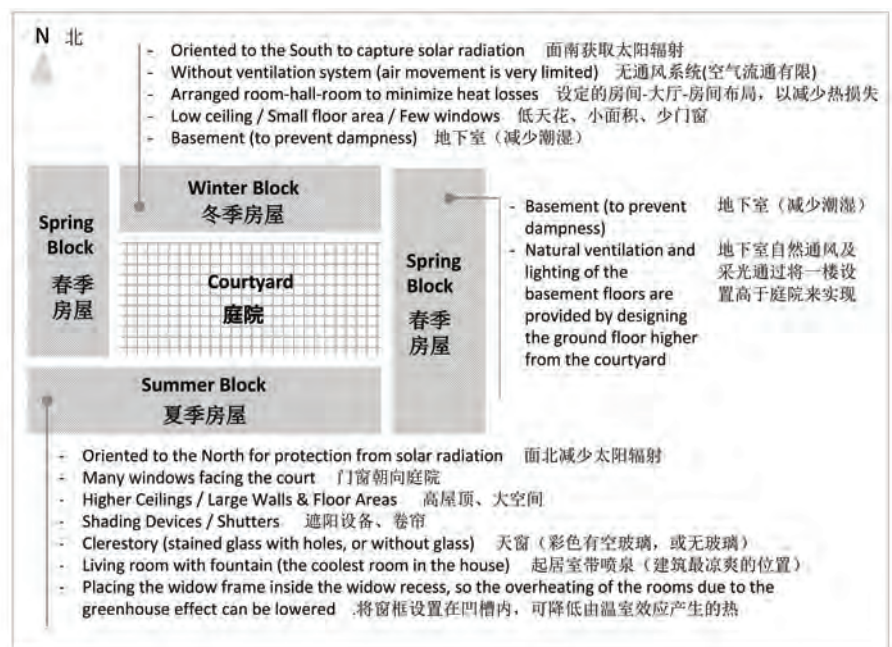 N 北
- Oriented to the South to capture solar radiation 面南获取太阳辐射
- Without ventilation system (air movement is very limited) 无通风系统(空气流通有限)
- Arranged room-hall-room to minimize heat losses 设定的房间-大厅-房间布局，以减少热损失
- Low ceiling / Small floor area / Few windows 低天花、小面积、少门窗
- Basement (to prevent dampness) 地下室（减少潮湿）
Winter Block
冬季房屋
Spring
Block
春季
房屋
Courtyard
庭院
Spring
Block
春季
房屋
- Basement (to prevent
dampness)
地下室（减少潮湿）
- Natural ventilation and
lighting of the
basement floors are
provided by designing
the ground floor higher
from the courtyard
地下室自然通风及
采光通过将一楼设
置高于庭院来实现
Summer Block
夏季房屋
- Oriented to the North for protection from solar radiation 面北减少太阳辐射
- Many windows facing the court 门窗朝向庭院
- Higher Ceilings / Large Walls & Floor Areas 高屋顶、大空间
- Shading Devices / Shutters 遮阳设备、卷帘
- Clerestory (stained glass with holes, or without glass) 天窗（彩色有空玻璃，或无玻璃）
- Living room with fountain (the coolest room in the house) 起居室带喷泉（建筑最凉爽的位置）
- Placing the widow frame inside the widow recess, so the overheating of the rooms due to the
greenhouse effect can be lowered .将窗框设置在凹槽内，可降低由温室效应产生的热